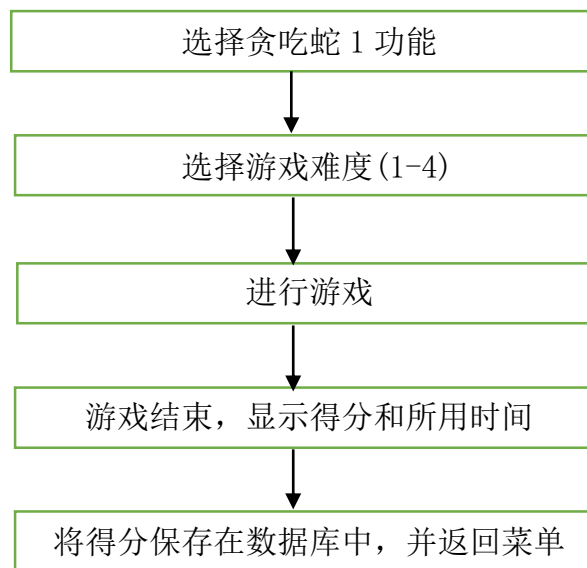 选择贪吃蛇 1 功能
选择游戏难度(1-4)
进行游戏
游戏结束，显示得分和所用时间
将得分保存在数据库中，并返回菜单